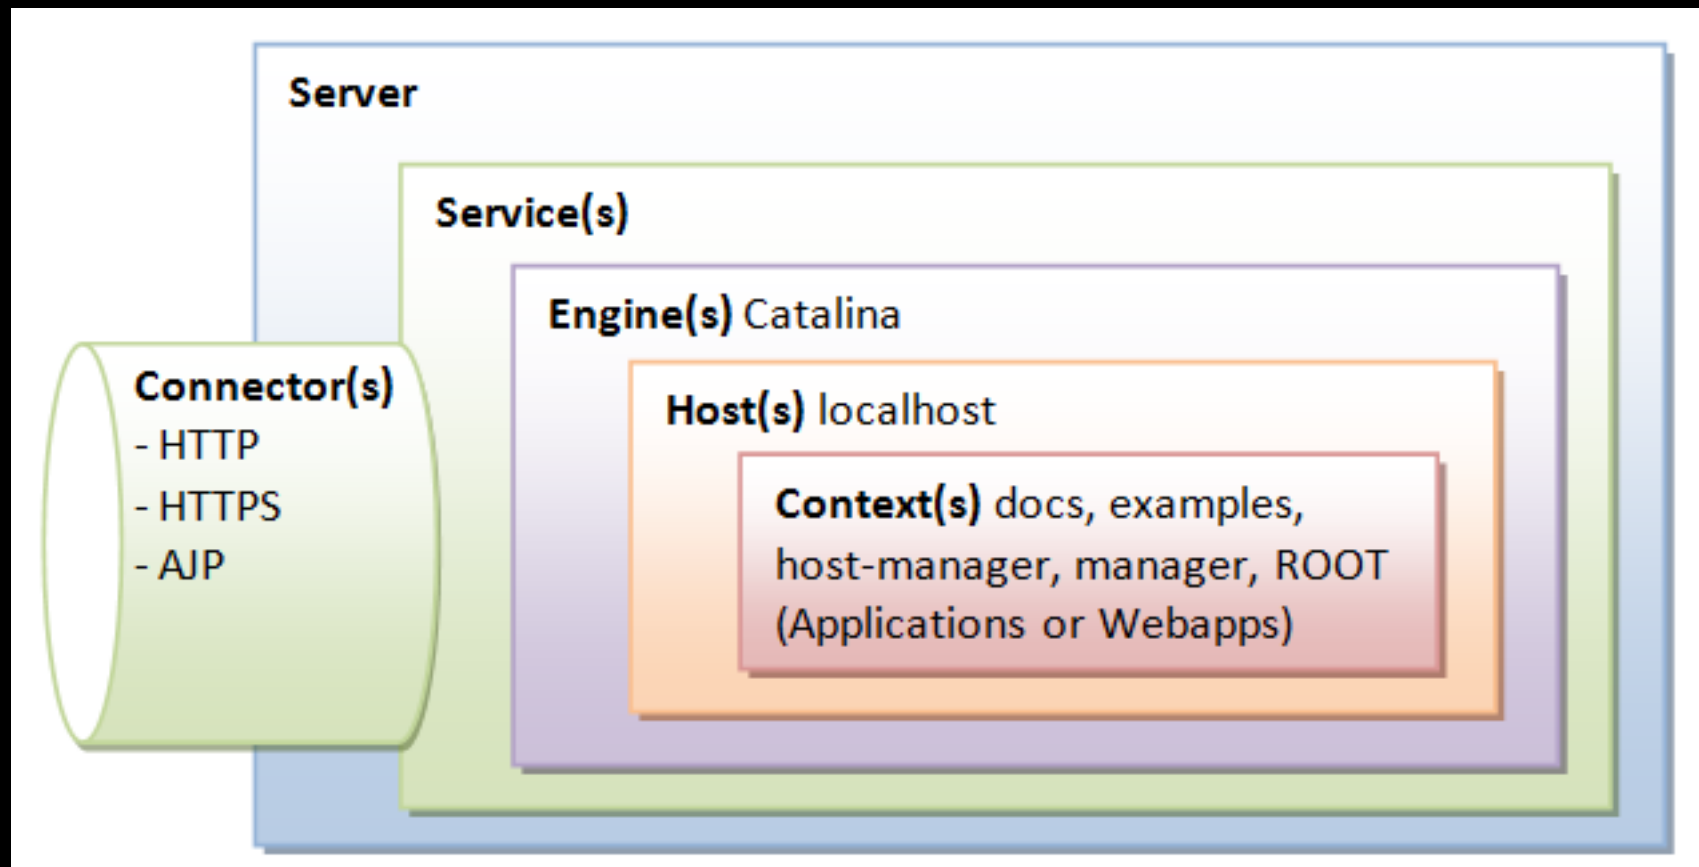 Server
Service(s)
Engine(s) Catalina
Host(s) localhost
Context(s) docs, examples,
host-manager, manager, ROOT
(Applications or Webapps)
Connector(s)
- HTTP
- HTTPS
- AJP